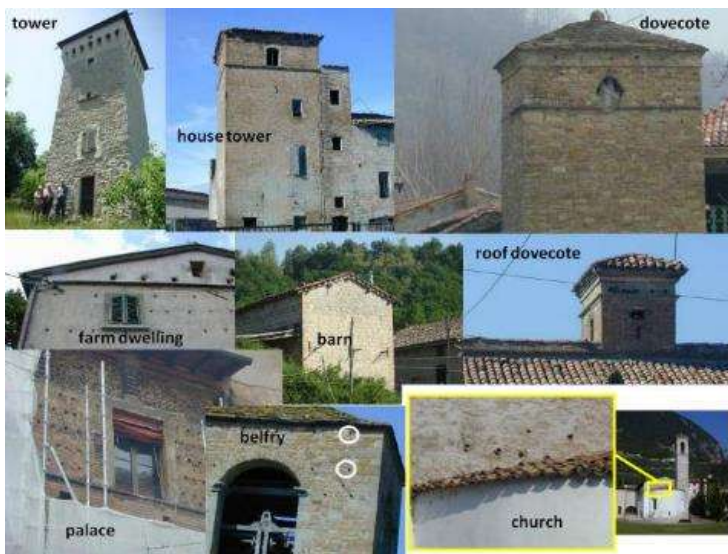 tower
house tower
dovecote
farm dwelling
barn
roof dovecote
palace
belfry
church